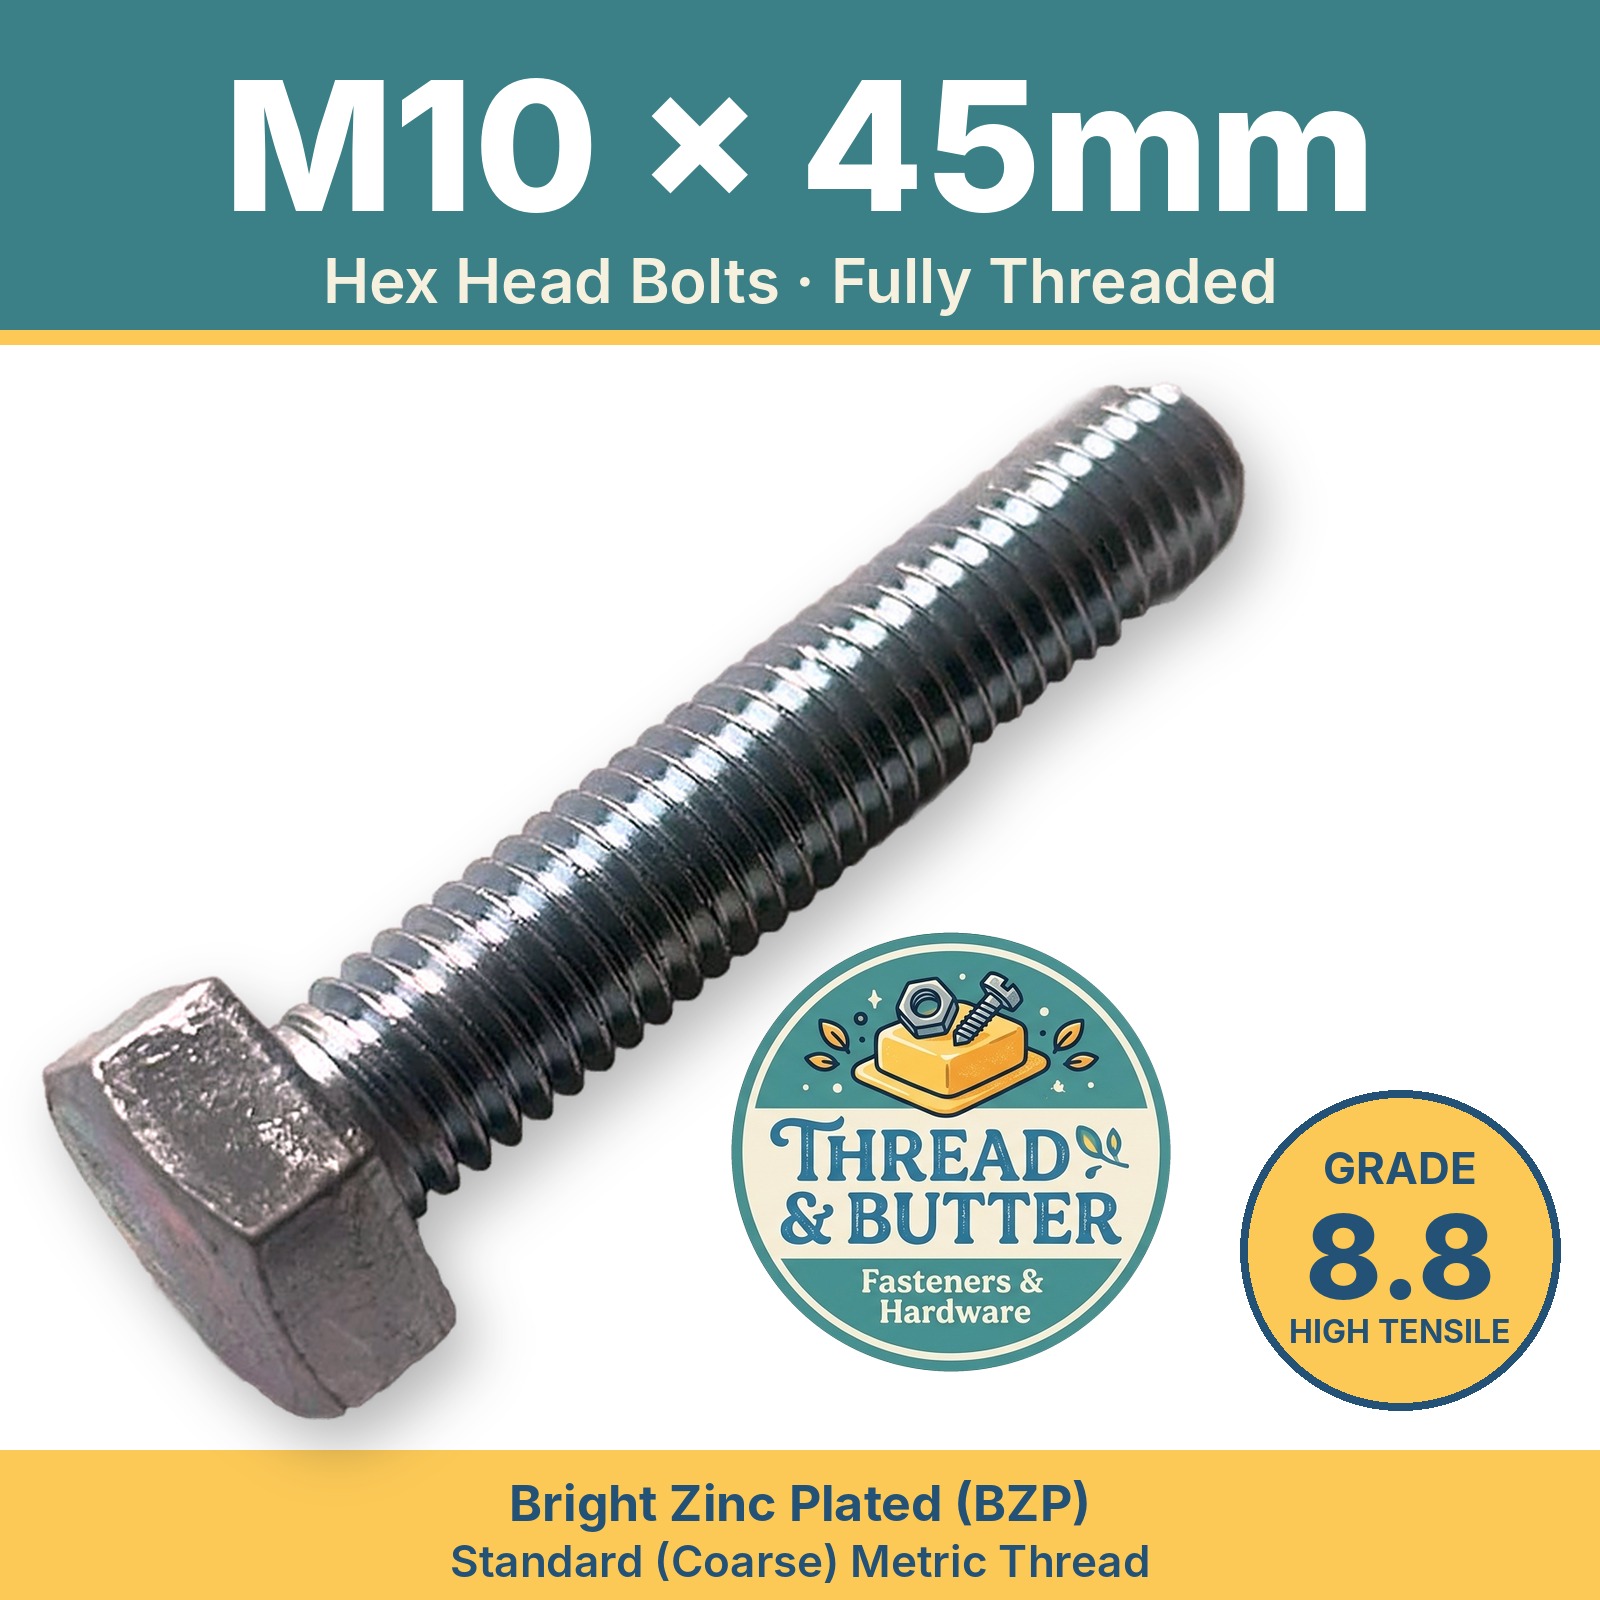 M10 × 45mm
Hex Head Bolts · Fully Threaded
THREAD
& BUTTER
Fasteners &
Hardware
GRADE
8.8
HIGH TENSILE
Bright Zinc Plated (BZP)
Standard (Coarse) Metric Thread